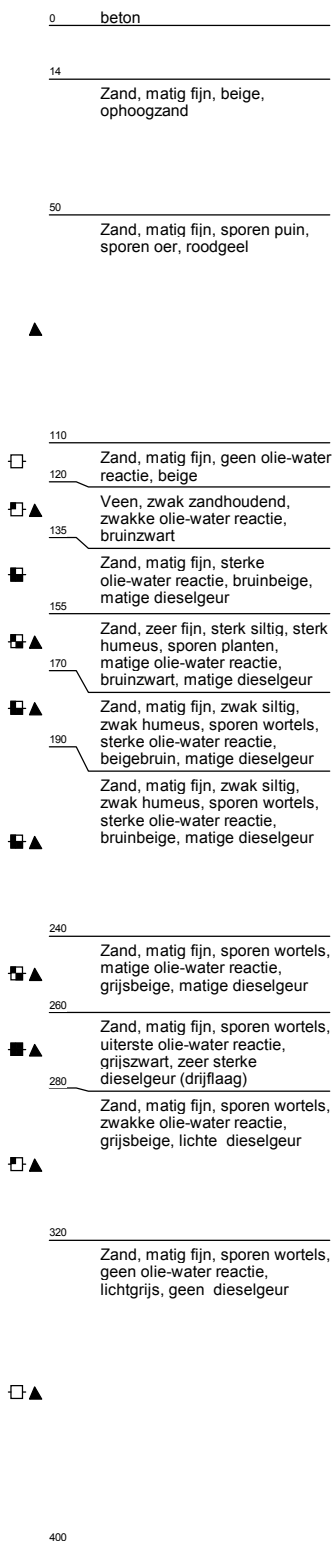 0 beton
14
Zand, matig fijn, beige,
ophoogzand
50
Zand, matig fijn, sporen puin,
sporen oer, roodgeel
110
Zand, matig fijn, geen olie-water
reactie, beige
120
Veen, zwak zandhoudend,
zwakke olie-water reactie,
bruinzwart
135
Zand, matig fijn, sterke
olie-water reactie, bruinbeige,
matige dieselgeur
155
Zand, zeer fijn, sterk siltig, sterk
humeus, sporen planten,
matige olie-water reactie,
bruinzwart, matige dieselgeur
170
Zand, matig fijn, zwak siltig,
zwak humeus, sporen wortels,
sterke olie-water reactie,
beigebruin, matige dieselgeur
190
Zand, matig fijn, zwak siltig,
zwak humeus, sporen wortels,
sterke olie-water reactie,
bruinbeige, matige dieselgeur
240
Zand, matig fijn, sporen wortels,
matige olie-water reactie,
grijsbeige, matige dieselgeur
260
Zand, matig fijn, sporen wortels,
uiterste olie-water reactie,
grijszwart, zeer sterke
dieselgeur (drijflaag)
280
Zand, matig fijn, sporen wortels,
zwakke olie-water reactie,
grijsbeige, lichte dieselgeur
320
Zand, matig fijn, sporen wortels,
geen olie-water reactie,
lichtgrijs, geen dieselgeur
400